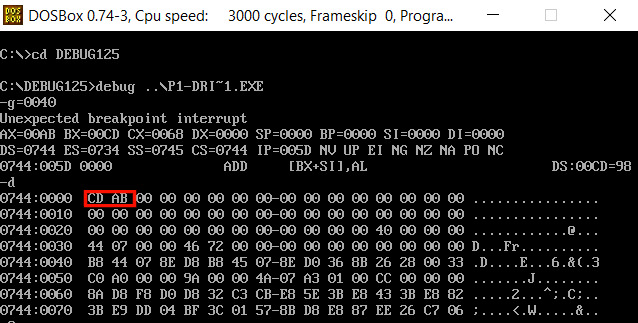 DOSBox 0.74-3, Cpu speed: 3000 cycles, Frameskip 0, Progra...
C:\>cd DEBUG125
C:\DEBUG125>debug ..\P1-DRI~1.EXE
-g=0040
Unexpected breakpoint interrupt
AX=00AB BX=00CD CX=0068 DX=0000 SP=0000 BP=0000 SI=0000 DI=0000
DS=0744 ES=0734 SS=0745 CS=0744 IP=005D NV UP EI NG NZ NA PO NC
0744:005D 0000 ADD [BX+SI],AL DS:00CD=98
-d
0744:0000 CD AB 00 00 00 00 00 00-00 00 00 00 00 00 00 00 ................
0744:0010 00 00 00 00 00 00 00 00-00 00 00 00 00 00 00 00 ................
0744:0020 00 00 00 00 00 00 00 00-00 00 00 00 40 00 00 00 ............@...
0744:0030 44 07 00 00 46 72 00 00-00 00 00 00 00 00 00 00 D...Fr..........
0744:0040 B8 44 07 8E D8 B8 45 07-8E D0 36 8B 26 28 00 33 .D....E...6.&(.3
0744:0050 C0 A0 00 00 9A 00 00 4A-07 A3 01 00 CC 00 00 00 .......J........
0744:0060 8A D8 F8 D0 D8 32 C3 CB-E8 5E 3B E8 43 3B E8 82 .....2...^;.C;..
0744:0070 3B E9 DD 04 BF 3C 01 57-8B D8 E8 87 EE 26 C7 06 ;....<.W.....&..